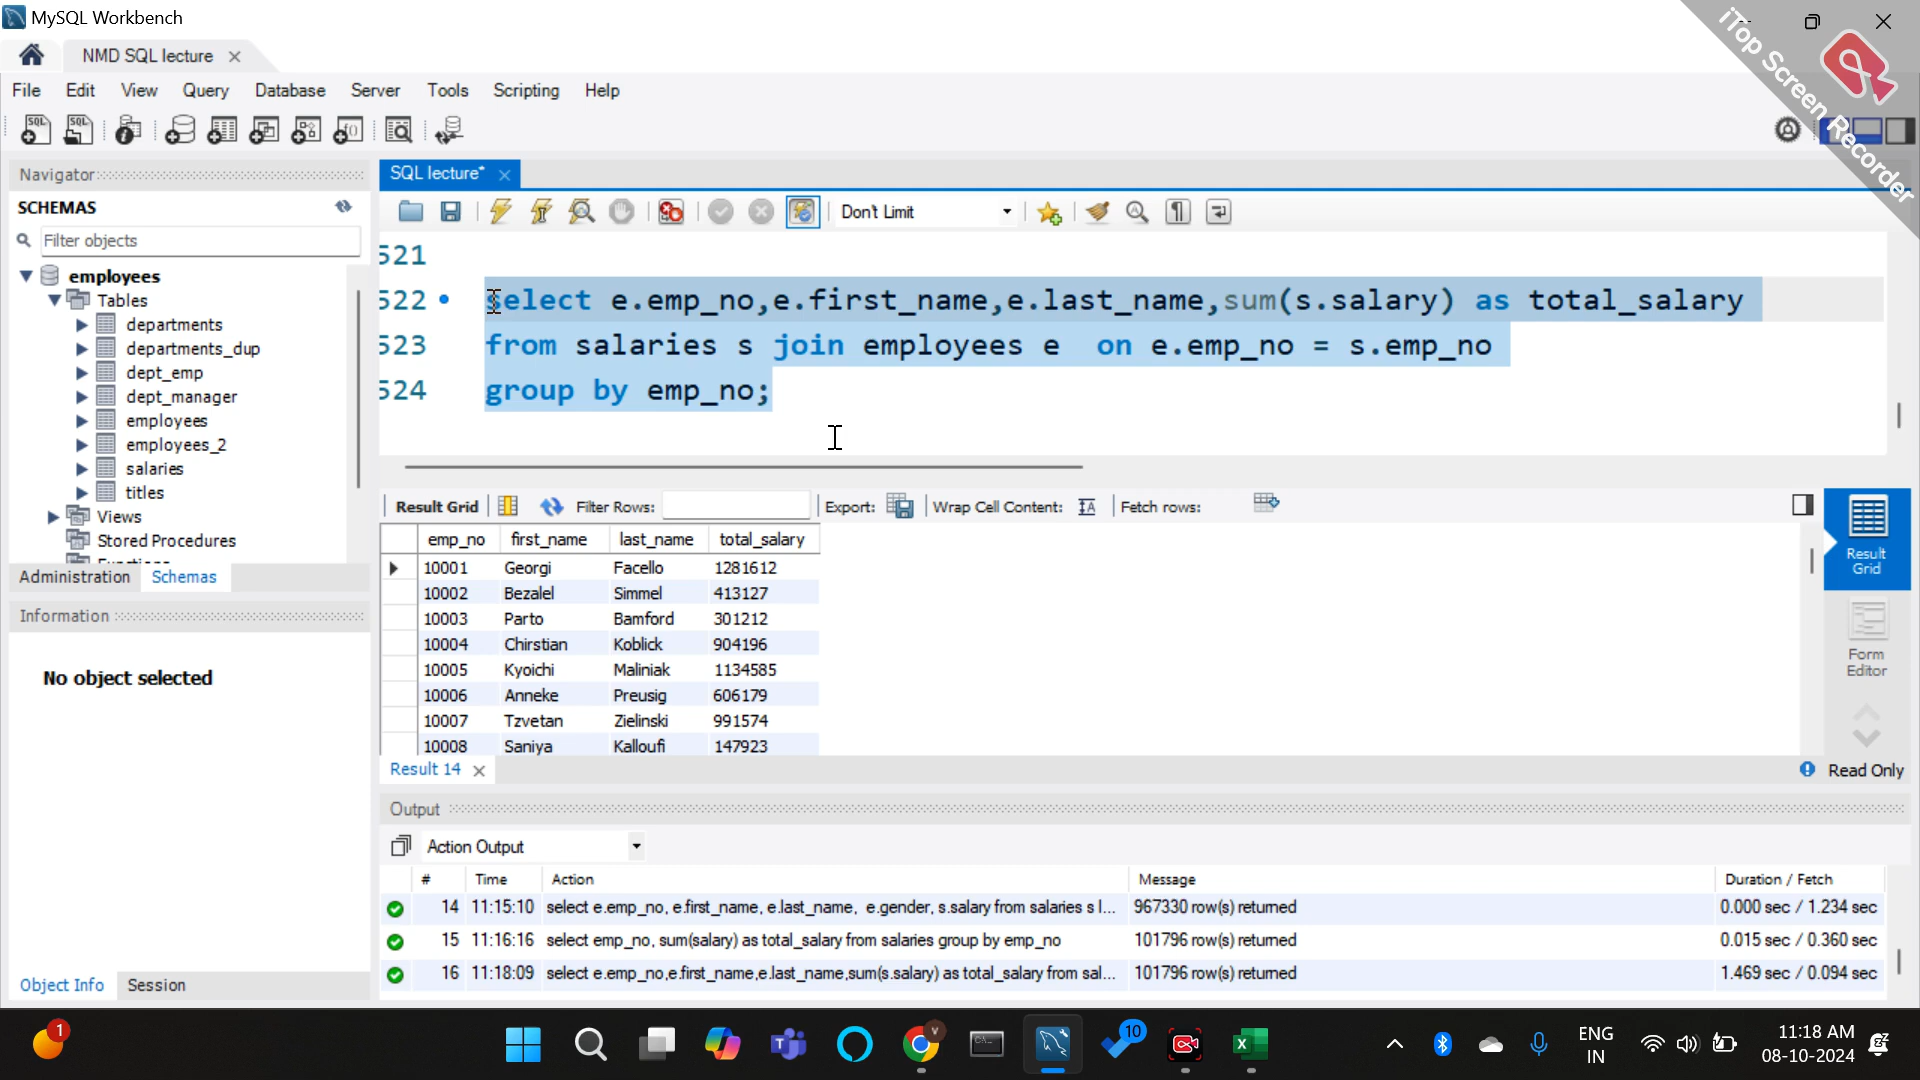 MySQL Workbench
NMD SQL lecture
File Edit View Query Database Server Tools Scripting Help
iTop Screen Recorder
Navigator
SCHEMAS
Filter objects
employees
Tables
departments
departments_dup
dept_emp
dept_manager
employees
employees_2
salaries
titles
Views
Stored Procedures
Administration Schemas
Information
No object selected
Object Info Session
SQL lecture*
Don't Limit
521
522 select e.emp_no,e.first_name,e.last_name,sum(s.salary) as total_salary
523 from salaries s join employees e  on e.emp_no = s.emp_no
524 group by emp_no;
Result Grid Filter Rows: Export: Wrap Cell Content: Fetch rows:
emp_no first_name last_name total_salary
10001 Georgi Facello 1281612
10002 Bezalel Simmel 413127
10003 Parto Bamford 301212
10004 Chirstian Koblick 904196
10005 Kyoichi Maliniak 1134585
10006 Anneke Preusig 606179
10007 Tzvetan Zielinski 991574
10008 Saniya Kalloufi 147923
Result
Grid
Form
Editor
Result 14
Read Only
Output
Action Output
# Time Action Message Duration / Fetch
14 11:15:10 select e.emp_no, e.first_name, e.last_name, e.gender, s.salary from salaries s l... 967330 row(s) returned 0.000 sec / 1.234 sec
15 11:16:16 select emp_no, sum(salary) as total_salary from salaries group by emp_no 101796 row(s) returned 0.015 sec / 0.360 sec
16 11:18:09 select e.emp_no,e.first_name,e.last_name,sum(s.salary) as total_salary from sal... 101796 row(s) returned 1.469 sec / 0.094 sec
1
10
ENG
IN
11:18 AM
08-10-2024